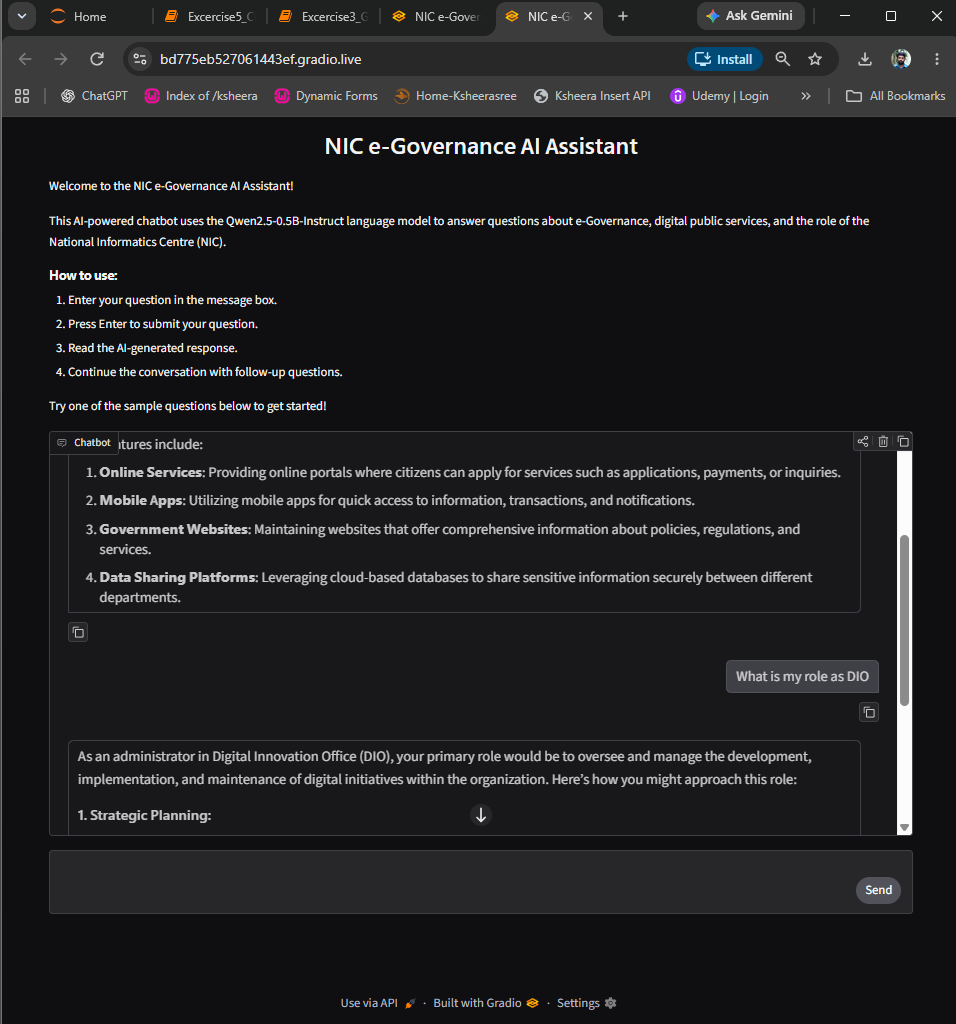 Home
Excercise5_C
Excercise3_G
NIC e-Gover
NIC e-G
Ask Gemini
bd775eb527061443ef.gradio.live
Install
ChatGPT
Index of /ksheera
Dynamic Forms
Home-Ksheerasree
Ksheera Insert API
Udemy | Login
»
All Bookmarks
NIC e-Governance AI Assistant
Welcome to the NIC e-Governance AI Assistant!
This AI-powered chatbot uses the Qwen2.5-0.5B-Instruct language model to answer questions about e-Governance, digital public services, and the role of the
National Informatics Centre (NIC).
How to use:
1. Enter your question in the message box.
2. Press Enter to submit your question.
3. Read the AI-generated response.
4. Continue the conversation with follow-up questions.
Try one of the sample questions below to get started!
Chatbot
tures include:
1. Online Services: Providing online portals where citizens can apply for services such as applications, payments, or inquiries.
2. Mobile Apps: Utilizing mobile apps for quick access to information, transactions, and notifications.
3. Government Websites: Maintaining websites that offer comprehensive information about policies, regulations, and
services.
4. Data Sharing Platforms: Leveraging cloud-based databases to share sensitive information securely between different
departments.
What is my role as DIO
As an administrator in Digital Innovation Office (DIO), your primary role would be to oversee and manage the development,
implementation, and maintenance of digital initiatives within the organization. Here's how you might approach this role:
1. Strategic Planning:
Send
Use via API · Built with Gradio · Settings